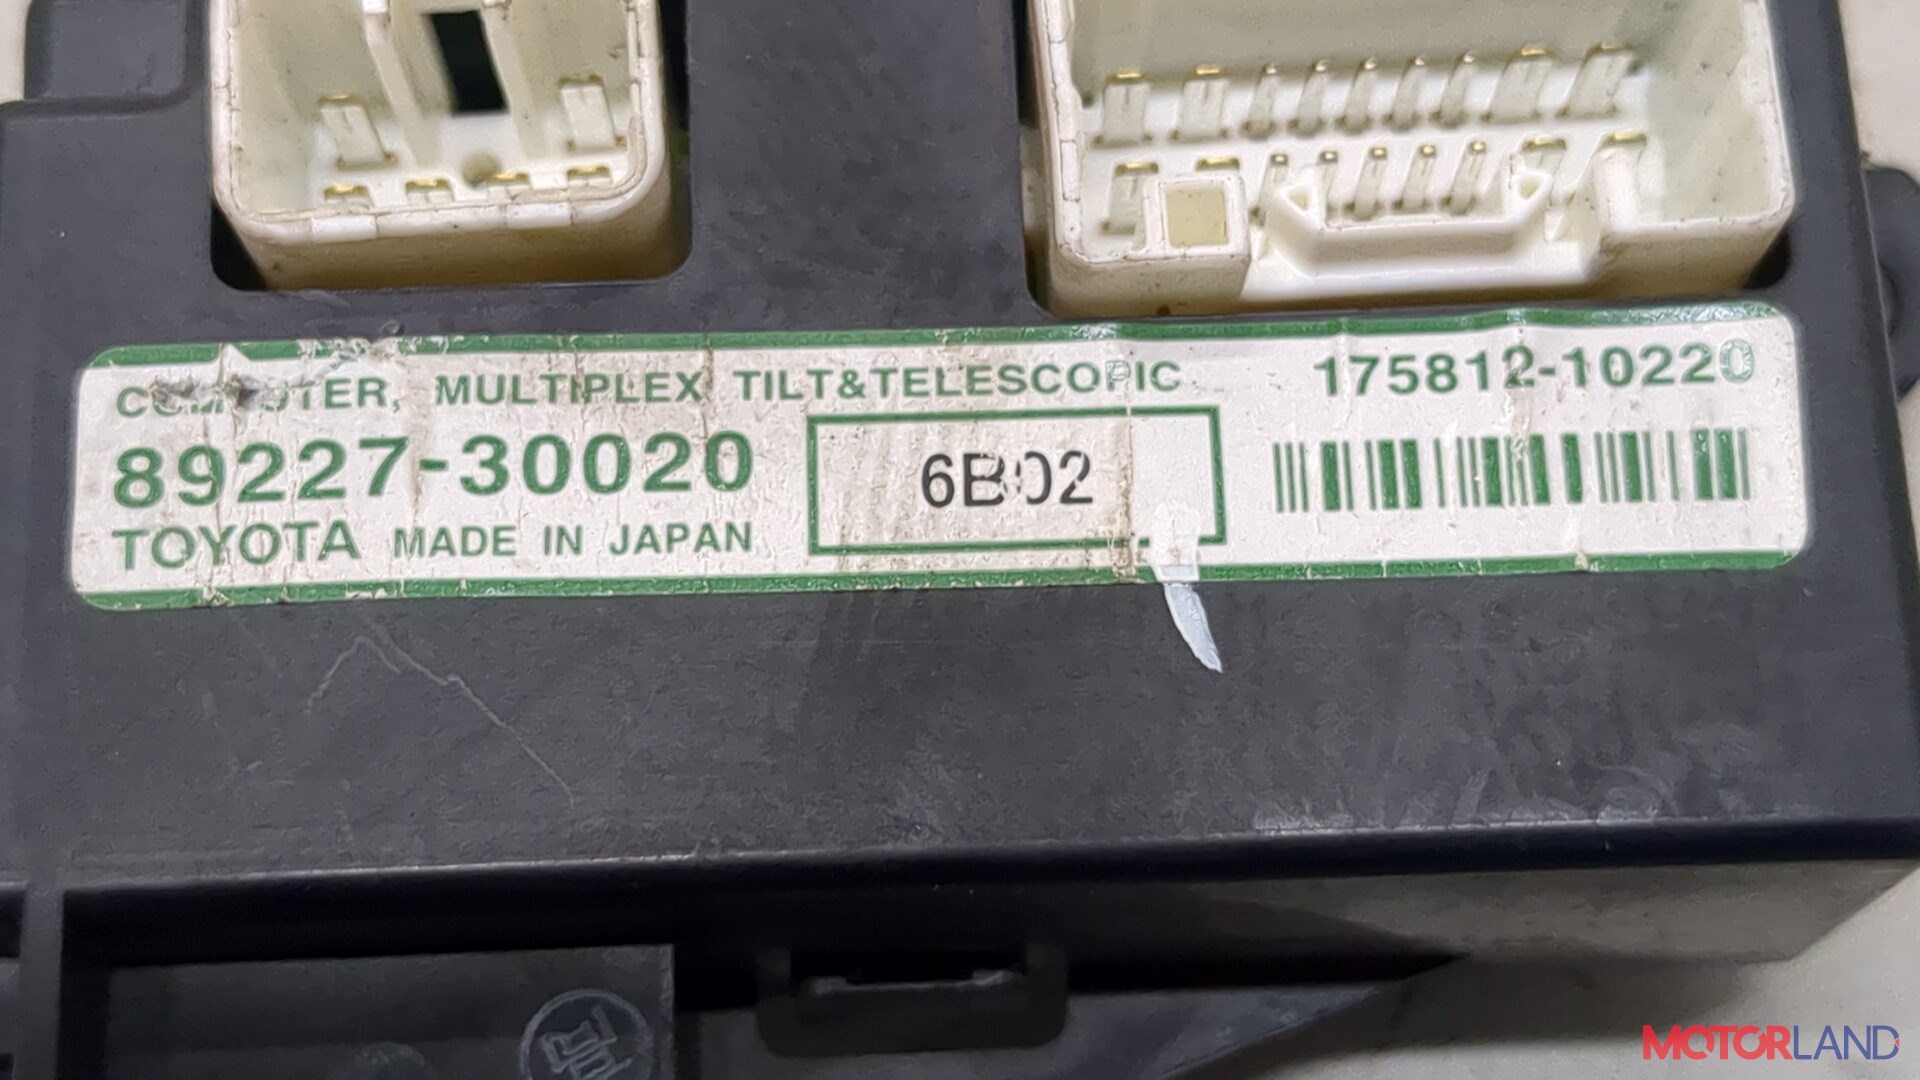 COMPUTER, MULTIPLEX TILT&TELESCOPIC 175812-10220
89227-30020
6B02
TOYOTA MADE IN JAPAN
MOTORLAND